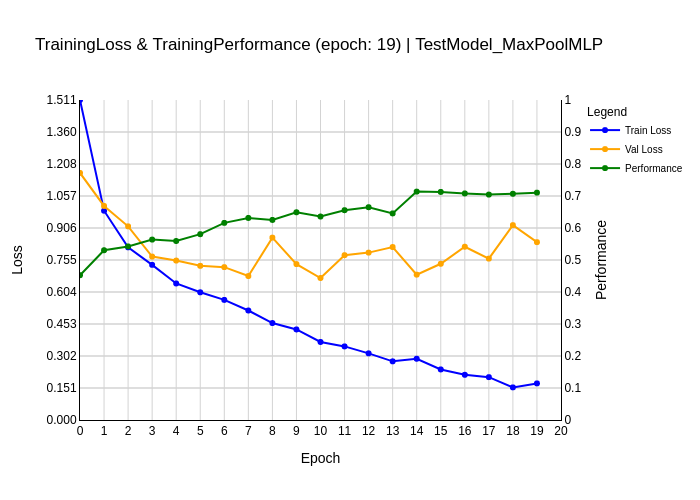 TrainingLoss & TrainingPerformance (epoch: 19) | TestModel_MaxPoolMLP
1.511
1.360
1.208
1.057
0.906
0.755
0.604
0.453
0.302
0.151
0.000
Loss
0 1 2 3 4 5 6 7 8 9 10 11 12 13 14 15 16 17 18 19 20
Epoch
1
0.9
0.8
0.7
0.6
0.5
0.4
0.3
0.2
0.1
0
Performance
Legend
Train Loss
Val Loss
Performance